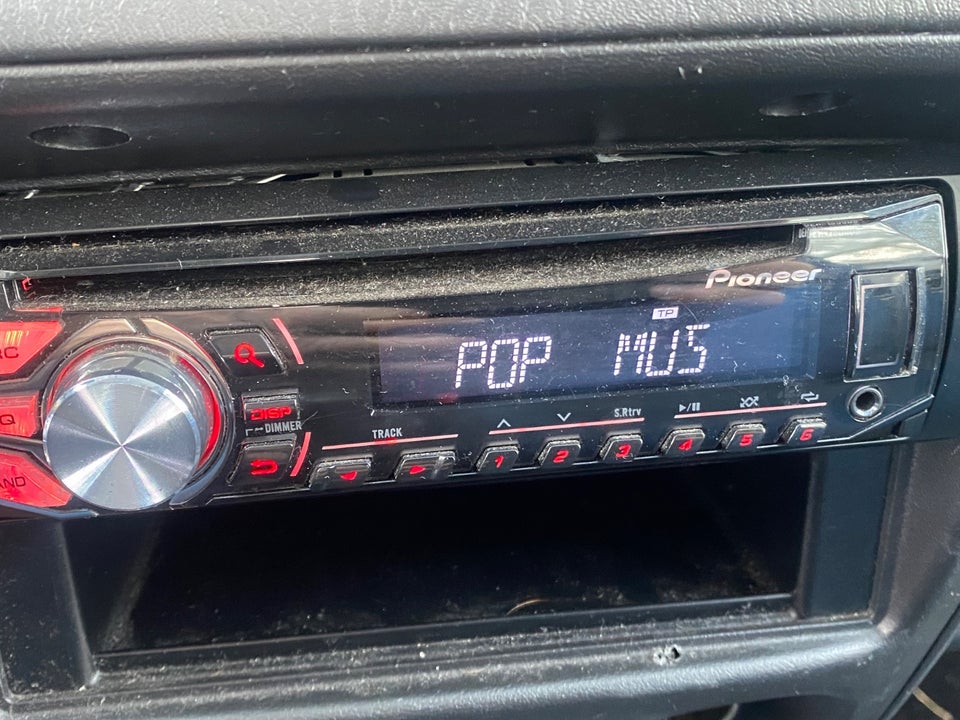 Pioneer
TP
POP MUS
DISP
DIMMER
TRACK
S.Rtrv
1 2 3 4 5 6